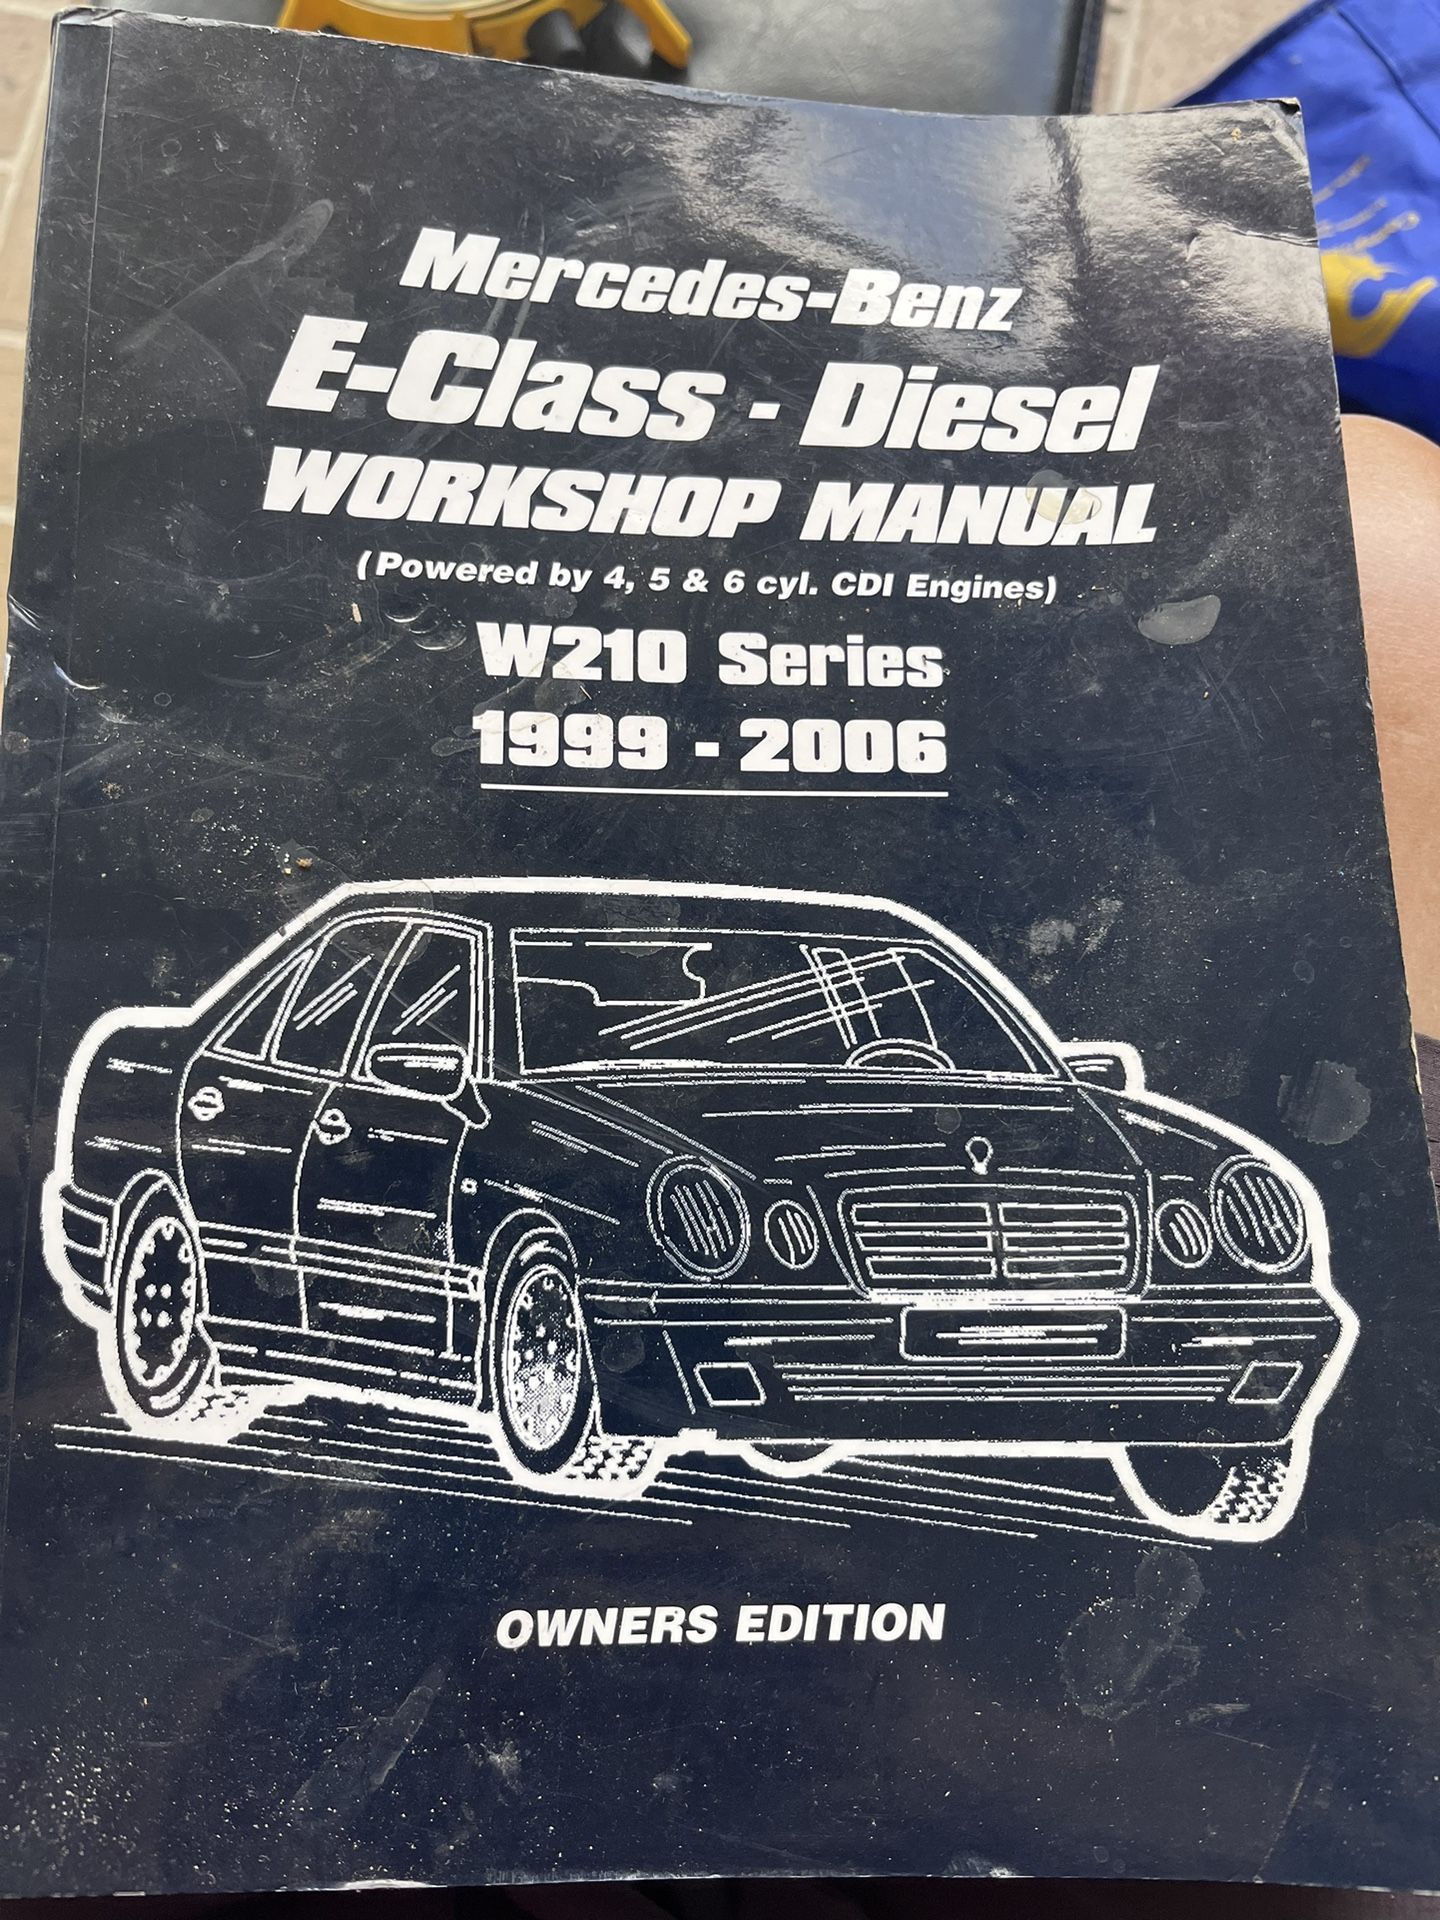 Mercedes-Benz
E-Class - Diesel
WORKSHOP MANUAL
(Powered by 4, 5 & 6 cyl. CDI Engines)
W210 Series
1999 - 2006
OWNERS EDITION